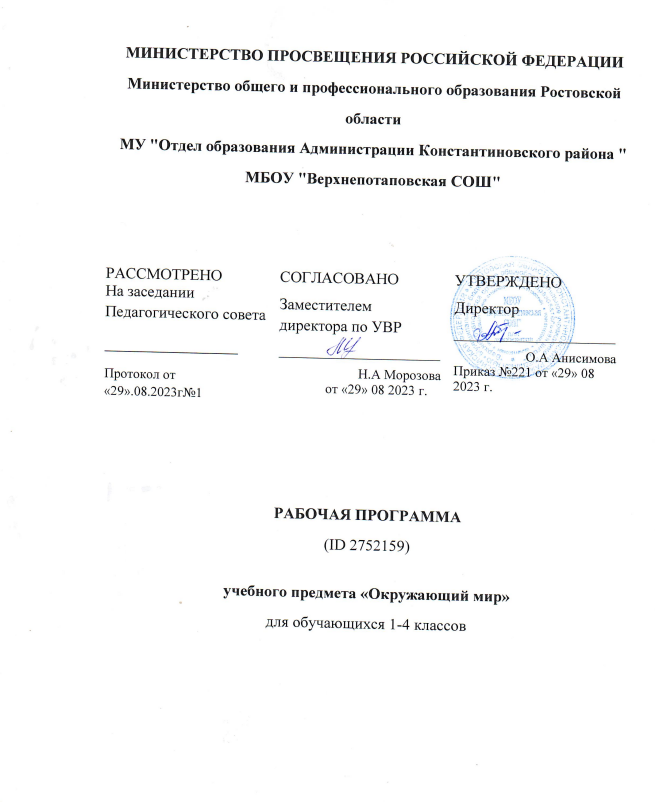 МИНИСТЕРСТВО ПРОСВЕЩЕНИЯ РОССИЙСКОЙ ФЕДЕРАЦИИ
Министерство общего и профессионального образования Ростовской
области
МУ "Отдел образования Администрации Константиновского района "
МБОУ "Верхнепотаповская СОШ"
РАССМОТРЕНО
На заседании
Педагогического совета
Протокол от
«29».08.2023г№1
СОГЛАСОВАНО
Заместителем
директора по УВР
Н.А Морозова
от «29» 08 2023 г.
УТВЕРЖДЕНО
Директор
О.А Анисимова
Приказ №221 от «29» 08
2023 г.
РАБОЧАЯ ПРОГРАММА
(ID 2752159)
учебного предмета «Окружающий мир»
для обучающихся 1-4 классов